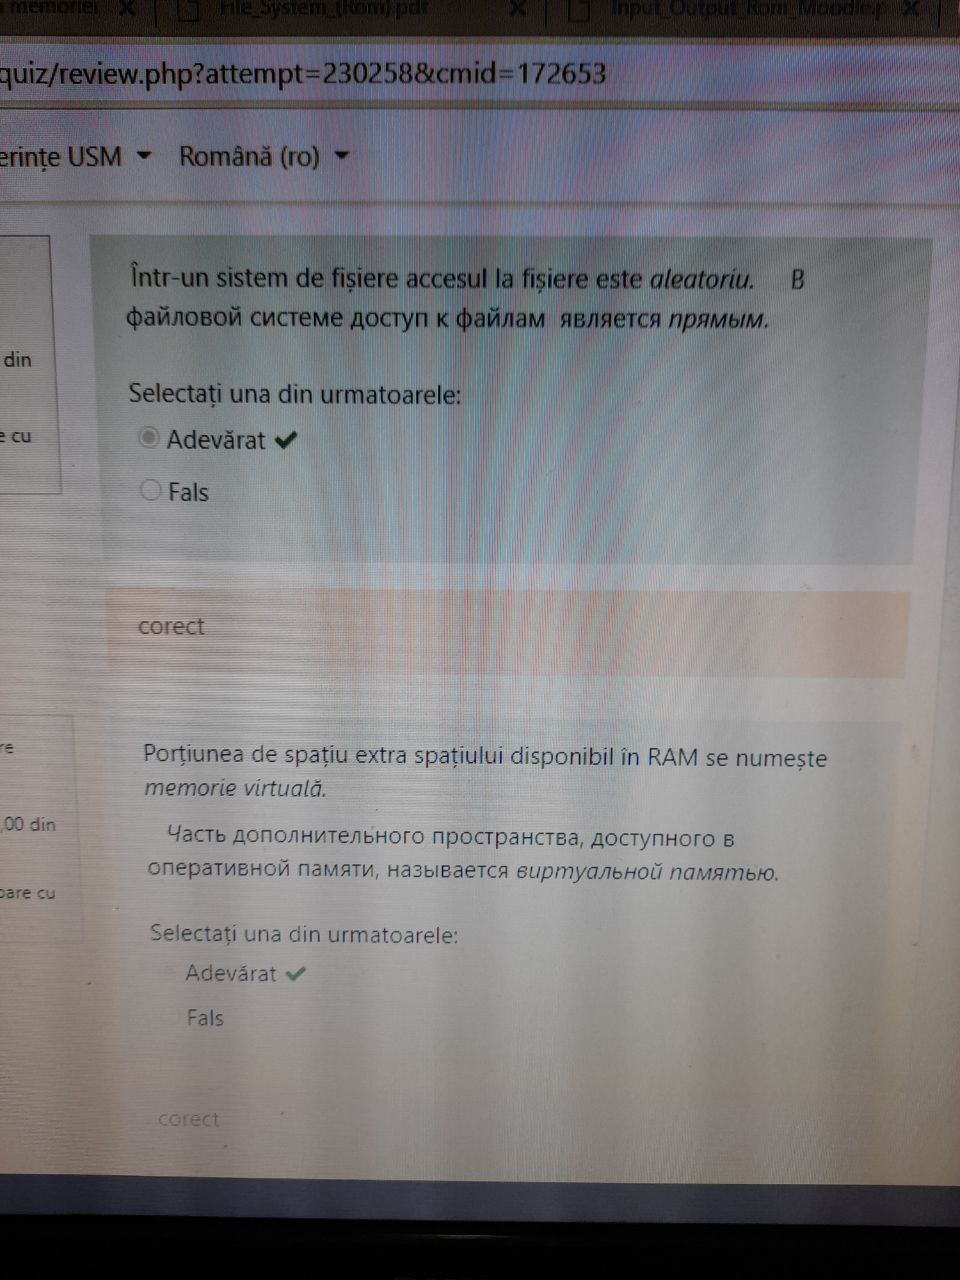 memoriei
File_System_(Rom).pdf
Input_Output_Rom_Moodle.p
quiz/review.php?attempt=230258&cmid=172653
erințe USM
Română (ro)
Într-un sistem de fișiere accesul la fișiere este aleatoriu. В
файловой системе доступ к файлам является прямым.
din
e cu
Selectați una din urmatoarele:
Adevărat
Fals
corect
re
,00 din
oare cu
Porțiunea de spațiu extra spațiului disponibil în RAM se numește
memorie virtuală.
Часть дополнительного пространства, доступного в
оперативной памяти, называется виртуальной памятью.
Selectați una din urmatoarele:
Adevărat
Fals
corect